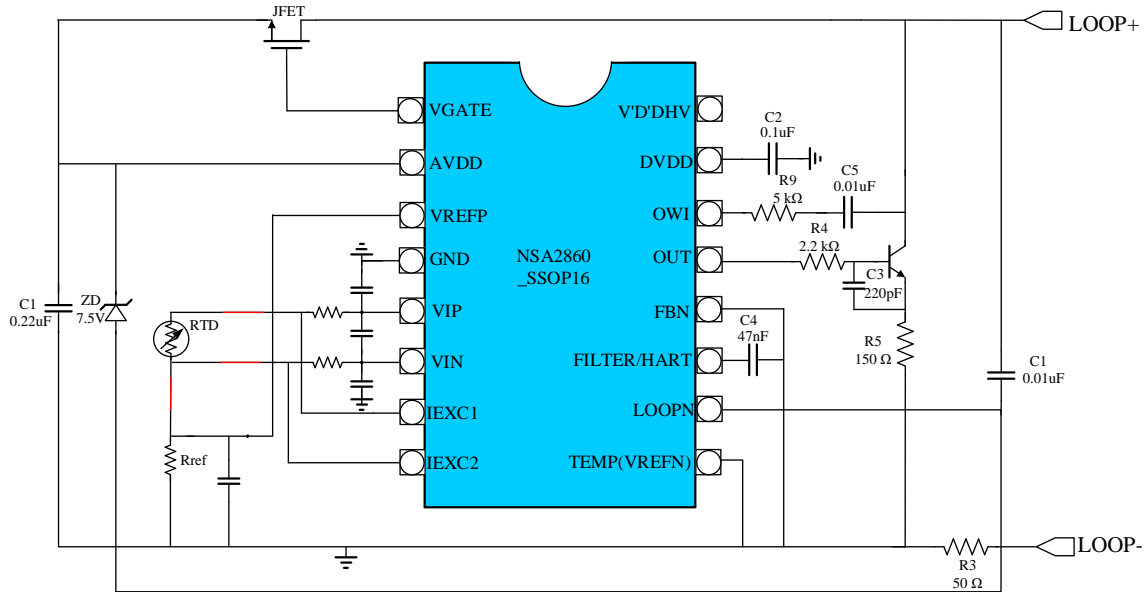 JFET
LOOP+
VGATE
V'D'DHV
C2
0.1uF
AVDD
DVDD
R9
5 kΩ
C5
0.01uF
VREFP
OWI
R4
2.2 kΩ
GND
NSA2860
_SSOP16
OUT
C3
220pF
C1
0.22uF
ZD
7.5V
RTD
VIP
FBN
C4
47nF
R5
150 Ω
VIN
FILTER/HART
C1
0.01uF
IEXC1
LOOPN
Rref
IEXC2
TEMP(VREFN)
LOOP-
R3
50 Ω